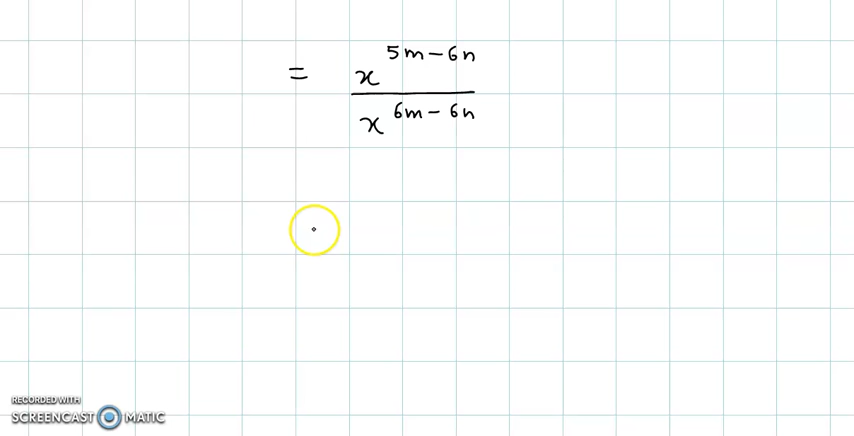 = x^{5m-6n}
x^{6m-6n}
RECORDED WITH
SCREENCAST MATIC